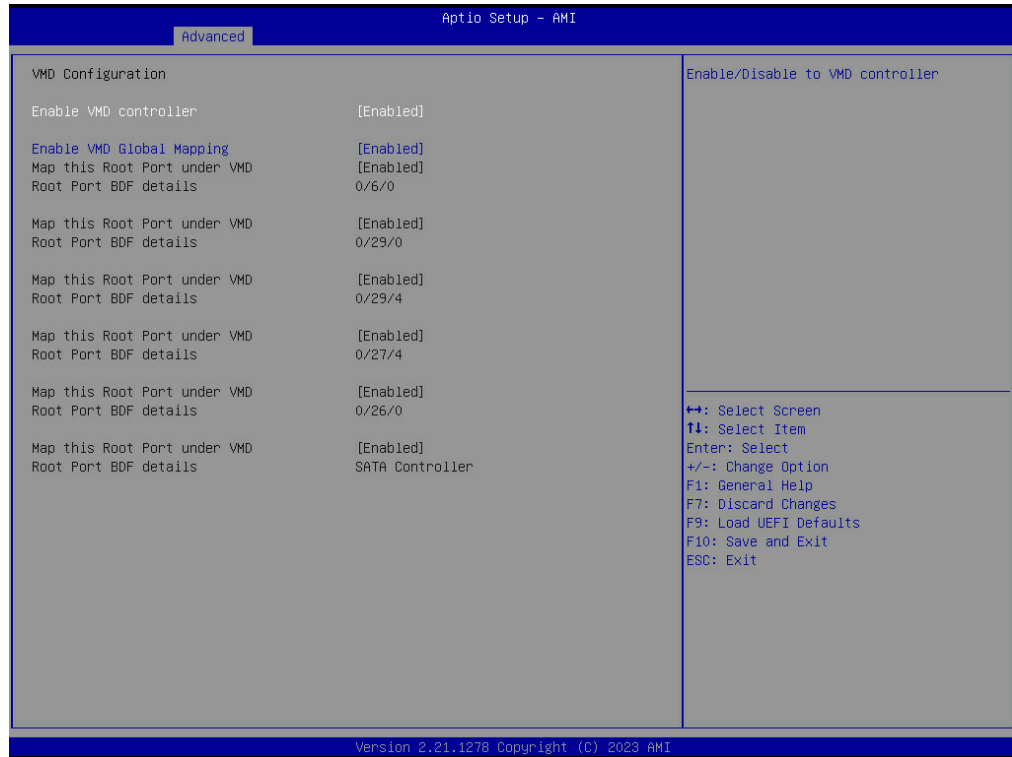 Aptio Setup – AMI
Advanced
VMD Configuration
Enable VMD controller [Enabled]
Enable VMD Global Mapping [Enabled]
Map this Root Port under VMD [Enabled]
Root Port BDF details 0/6/0
Map this Root Port under VMD [Enabled]
Root Port BDF details 0/29/0
Map this Root Port under VMD [Enabled]
Root Port BDF details 0/29/4
Map this Root Port under VMD [Enabled]
Root Port BDF details 0/27/4
Map this Root Port under VMD [Enabled]
Root Port BDF details 0/26/0
Map this Root Port under VMD [Enabled]
Root Port BDF details SATA Controller
Enable/Disable to VMD controller
↔: Select Screen
↑↓: Select Item
Enter: Select
+/-: Change Option
F1: General Help
F7: Discard Changes
F9: Load UEFI Defaults
F10: Save and Exit
ESC: Exit
Version 2.21.1278 Copyright (C) 2023 AMI